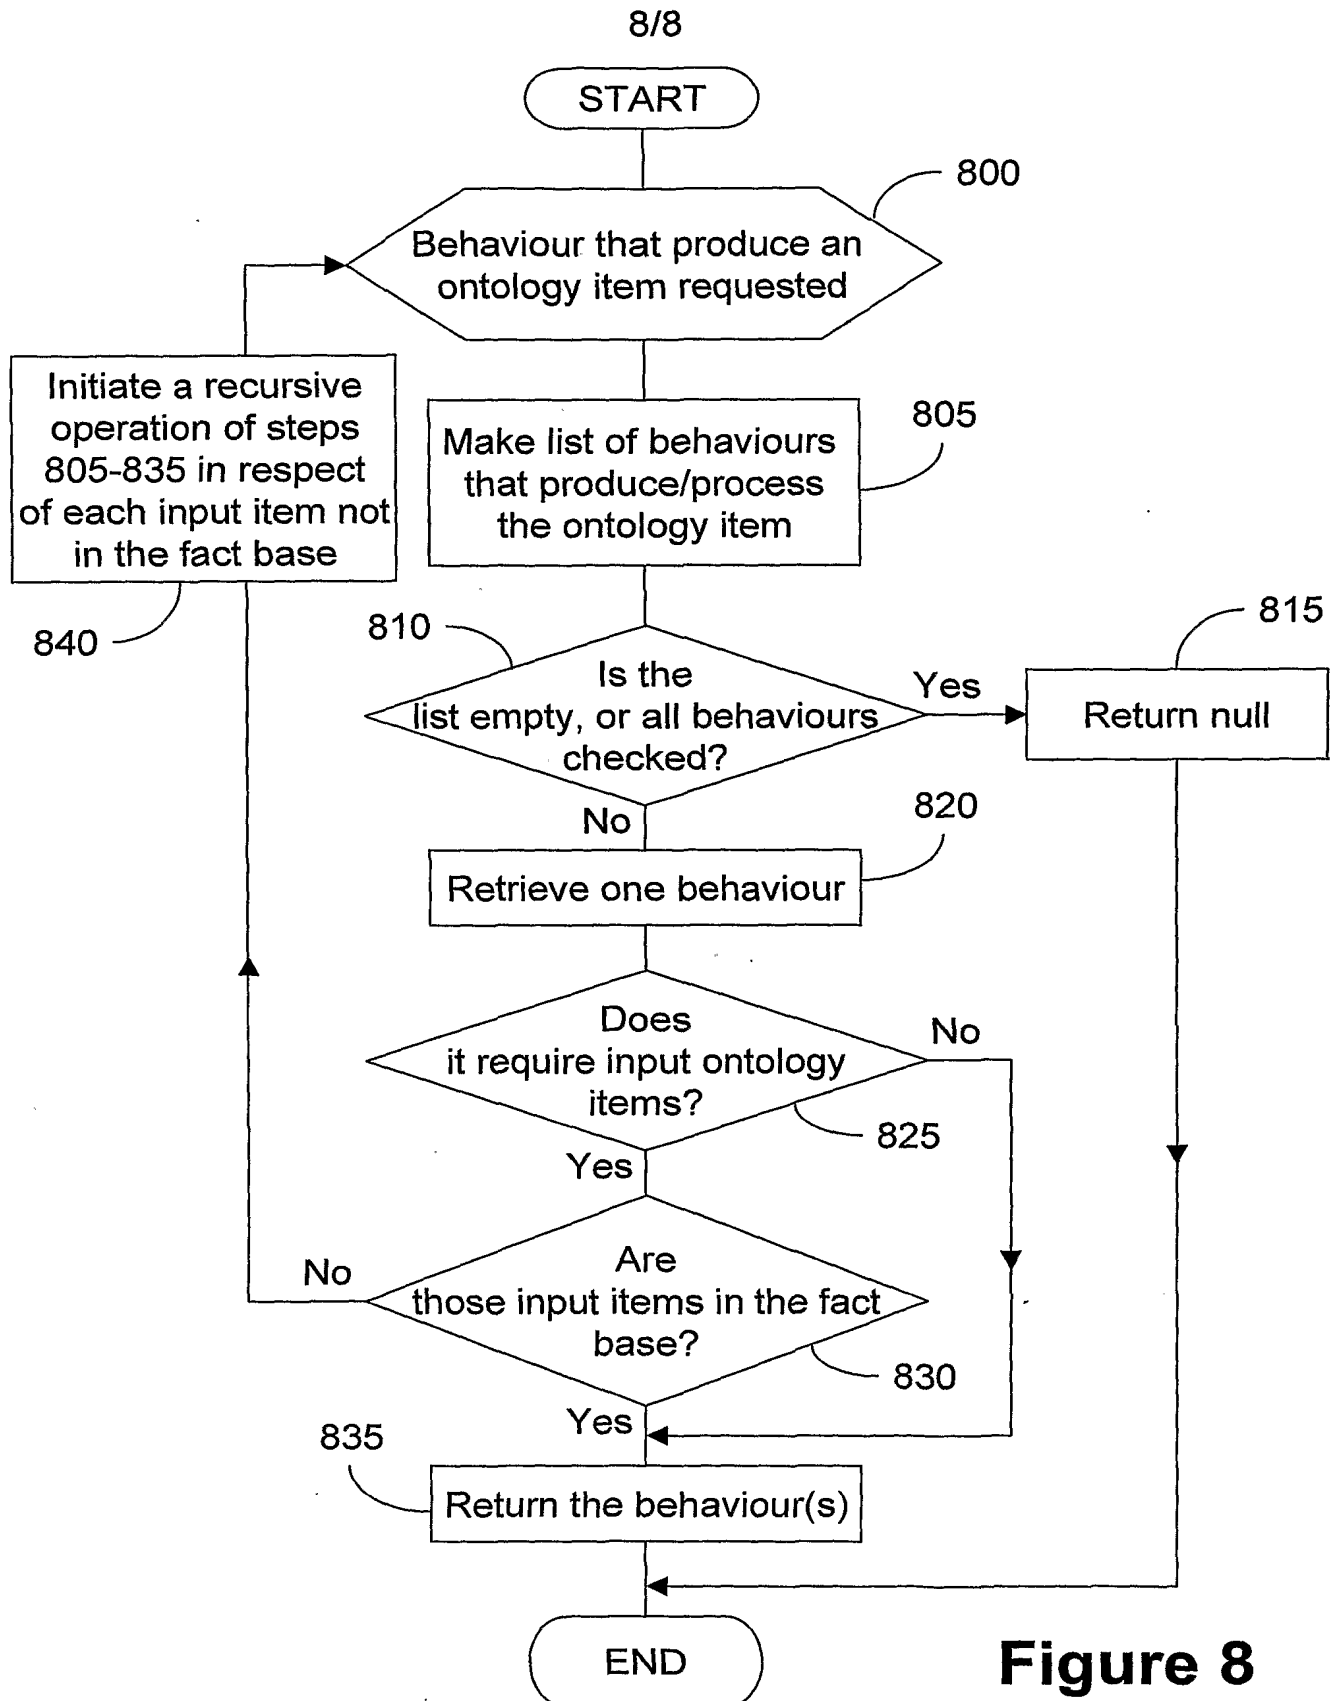 8/8
START
800
Behaviour that produce an
ontology item requested
Initiate a recursive
operation of steps
805-835 in respect
of each input item not
in the fact base
840
805
Make list of behaviours
that produce/process
the ontology item
810
Is the
list empty, or all behaviours
checked?
Yes
815
Return null
No
820
Retrieve one behaviour
Does
it require input ontology
items?
No
825
Yes
Are
those input items in the fact
base?
No
830
Yes
835
Return the behaviour(s)
END
Figure 8